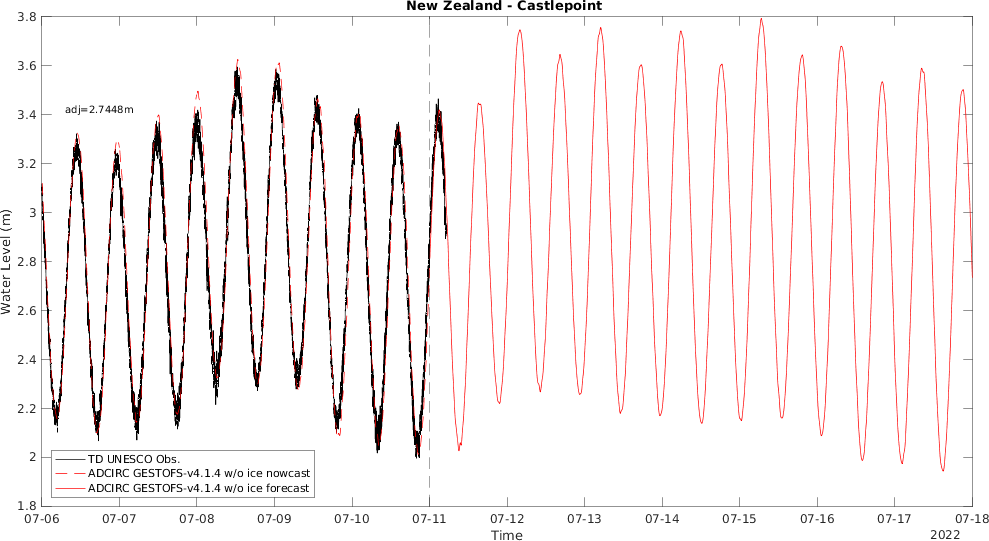 New Zealand - Castlepoint
3.8
3.6
3.4
3.2
3
2.8
2.6
2.4
2.2
2
1.8
Water Level (m)
adj=2.7448m
TD UNESCO Obs.
ADCIRC GESTOFS-v4.1.4 w/o ice nowcast
ADCIRC GESTOFS-v4.1.4 w/o ice forecast
07-06 07-07 07-08 07-09 07-10 07-11 07-12 07-13 07-14 07-15 07-16 07-17 07-18
Time
2022